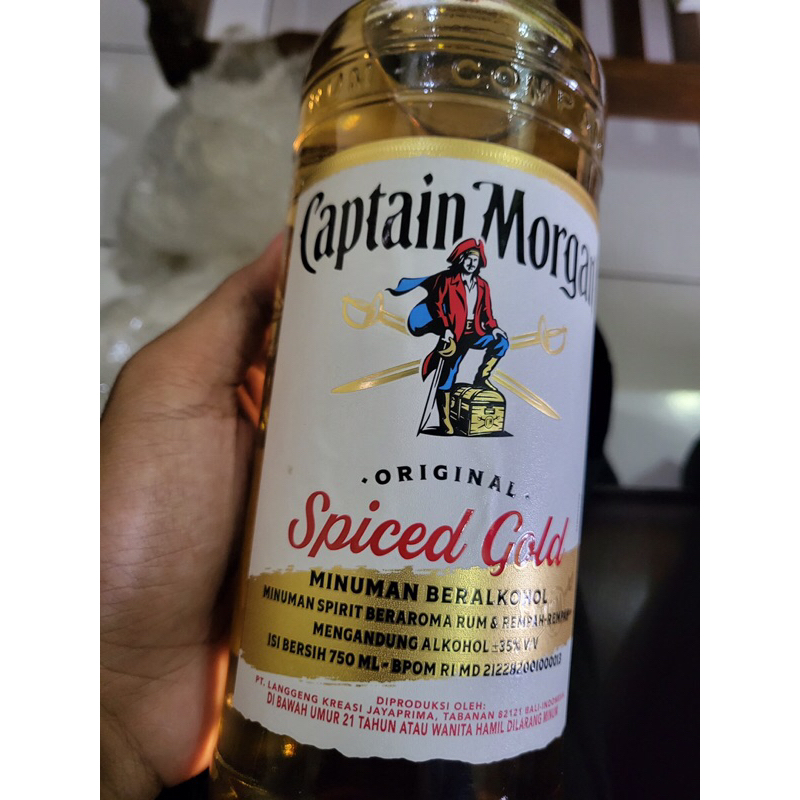 COMP
Captain Morgan
·ORIGINAL·
Spiced Gold
MINUMAN BERALKOHOL
MINUMAN SPIRIT BERAROMA RUM & REMPAH-REMPAH
MENGANDUNG ALKOHOL ±35% V/V
ISI BERSIH 750 ML - BPOM RI MD
DIPRODUKSI OLEH:
PT. LANGGENG KREASI JAYAPRIMA, TABANAN 82121 BALI-INDONESIA
DI BAWAH UMUR 21 TAHUN ATAU WANITA HAMIL DILARANG MINUM